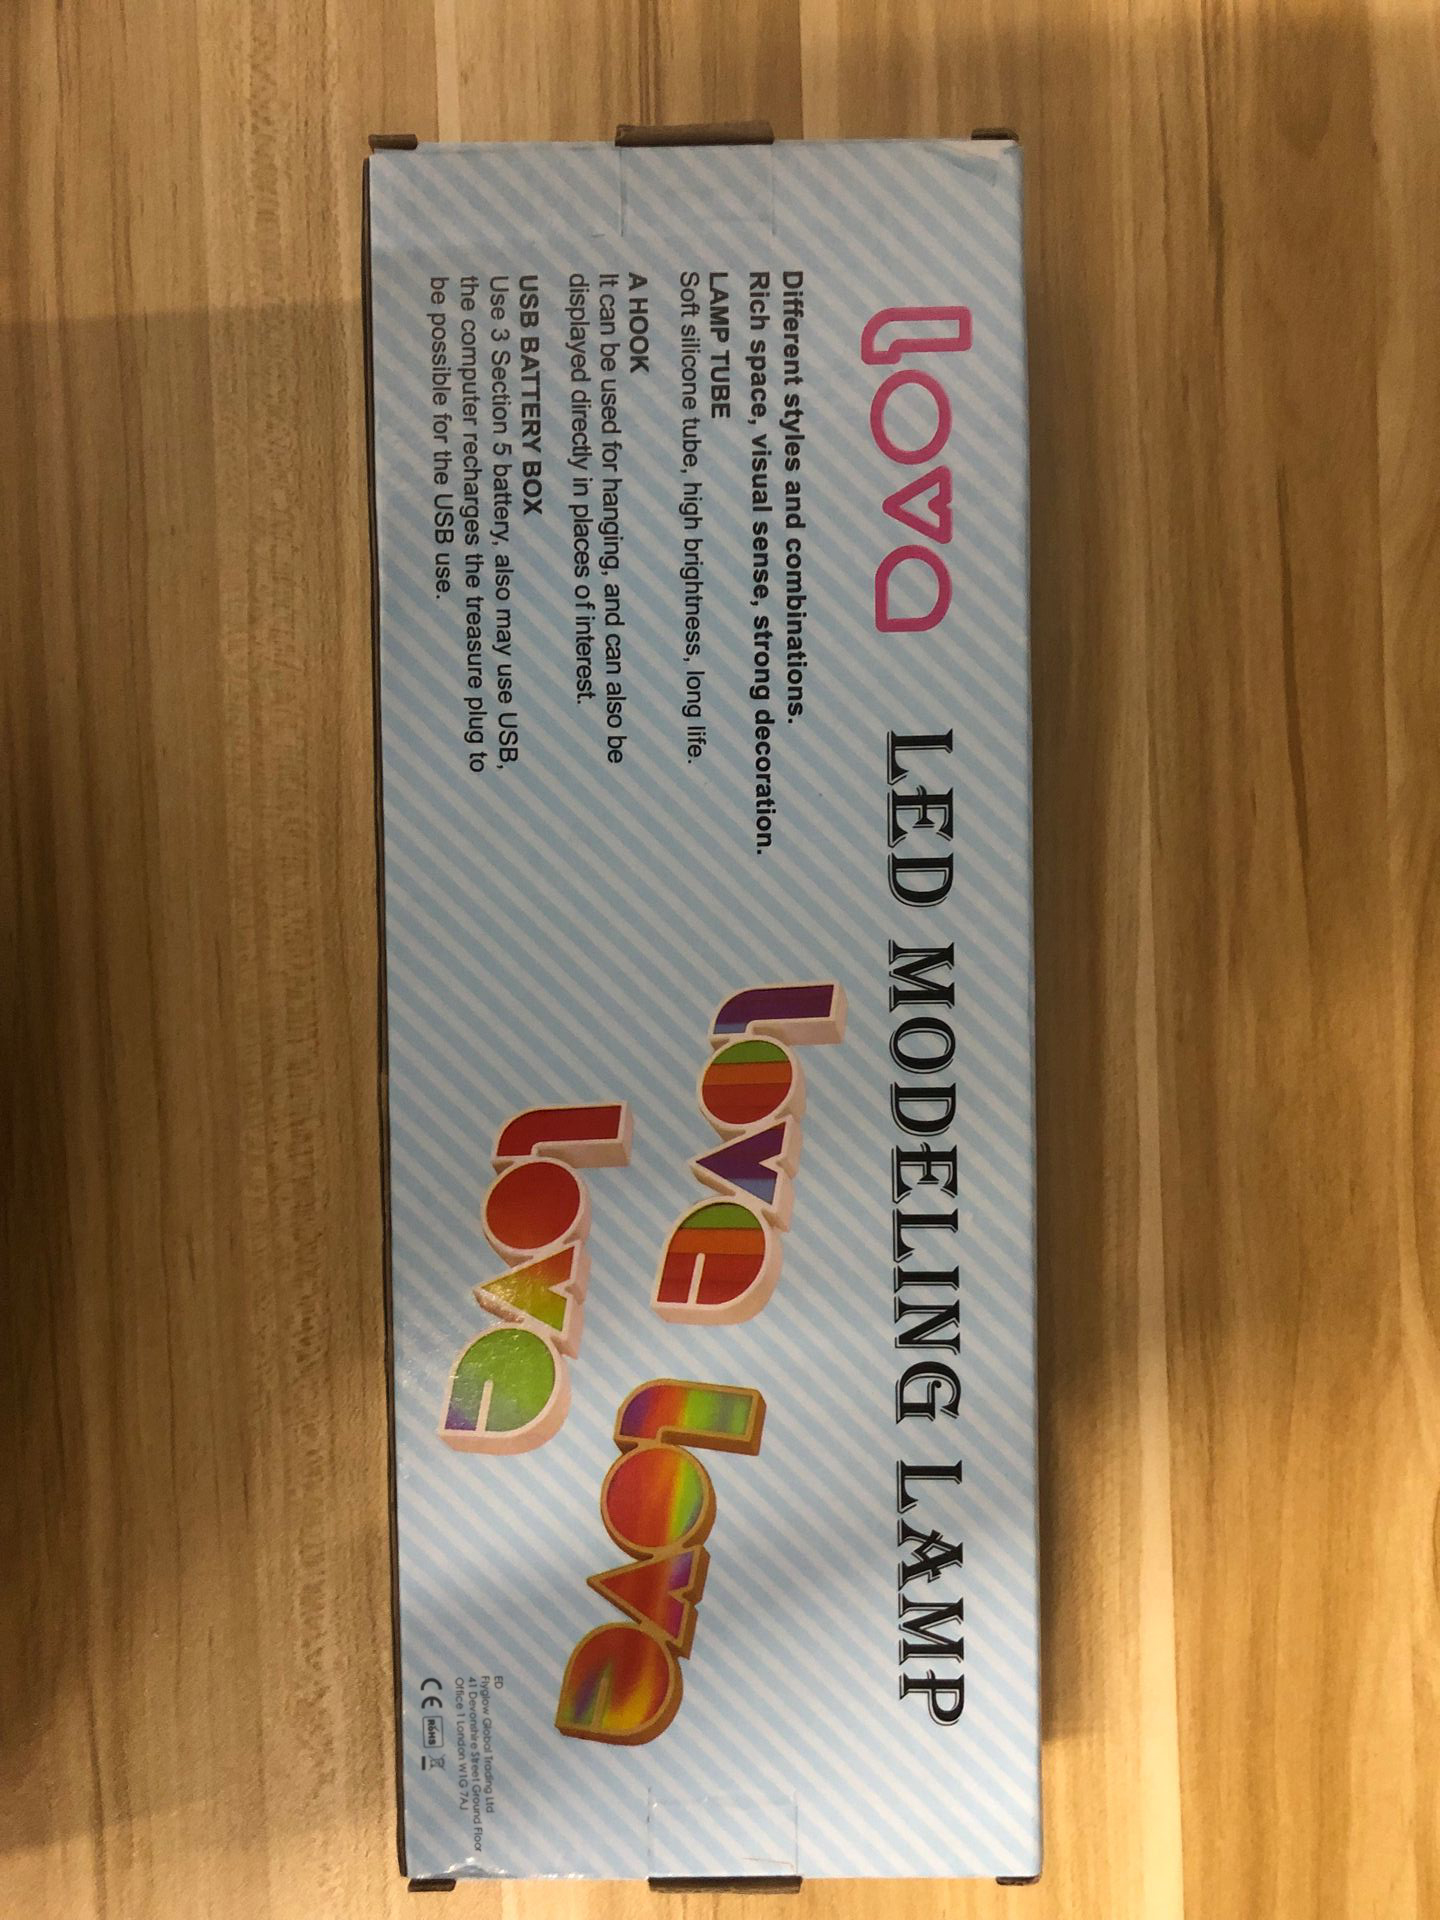 lova LED MODELING LAMP
Different styles and combinations.
Rich space, visual sense, strong decoration.
LAMP TUBE
Soft silicone tube, high brightness, long life.
A HOOK
It can be used for hanging, and can also be
displayed directly in places of interest.
USB BATTERY BOX
Use 3 Section 5 battery, also may use USB,
the computer recharges the treasure plug to
be possible for the USB use.
love
love
love
ED
Flyglow Global Trading Ltd
41 Devonshire Street Ground Floor
Office 1 London W1G 7AJ
CE RoHS